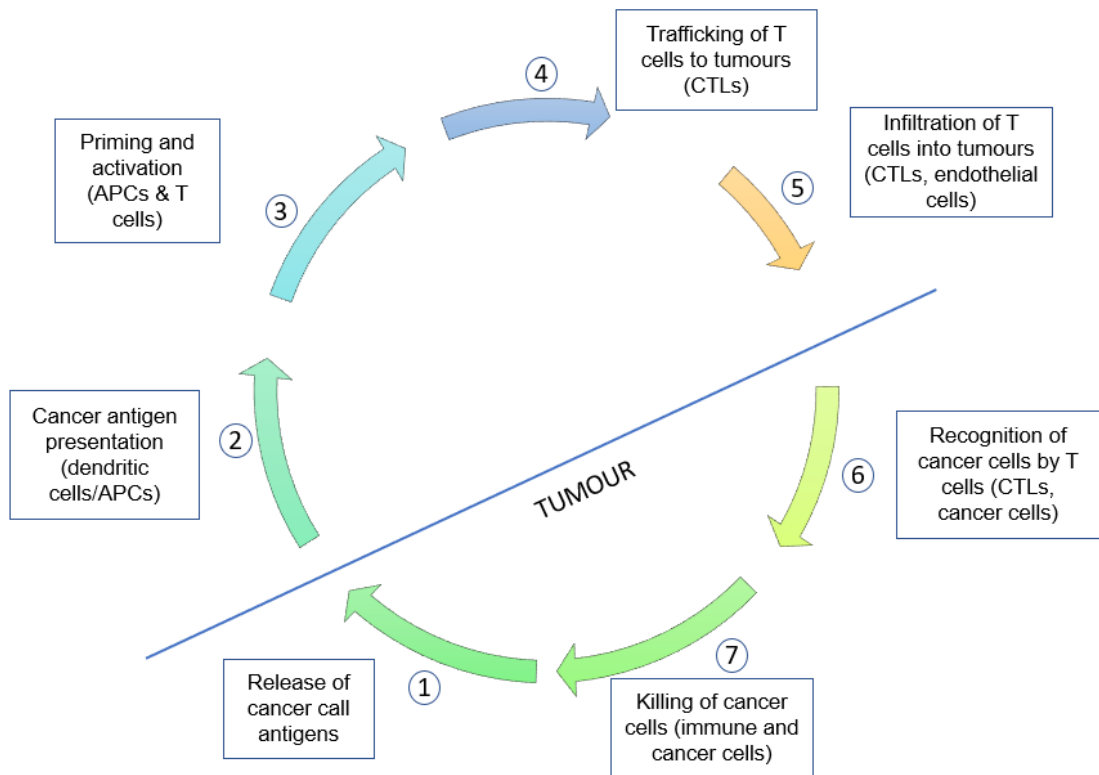 4
Trafficking of T
cells to tumours
(CTLs)
Priming and
activation
(APCs & T
cells)
3
5
Infiltration of T
cells into tumours
(CTLs, endothelial
cells)
Cancer antigen
presentation
(dendritic
cells/APCs)
2
TUMOUR
6
Recognition of
cancer cells by T
cells (CTLs,
cancer cells)
Release of
cancer call
antigens
1
7
Killing of cancer
cells (immune and
cancer cells)